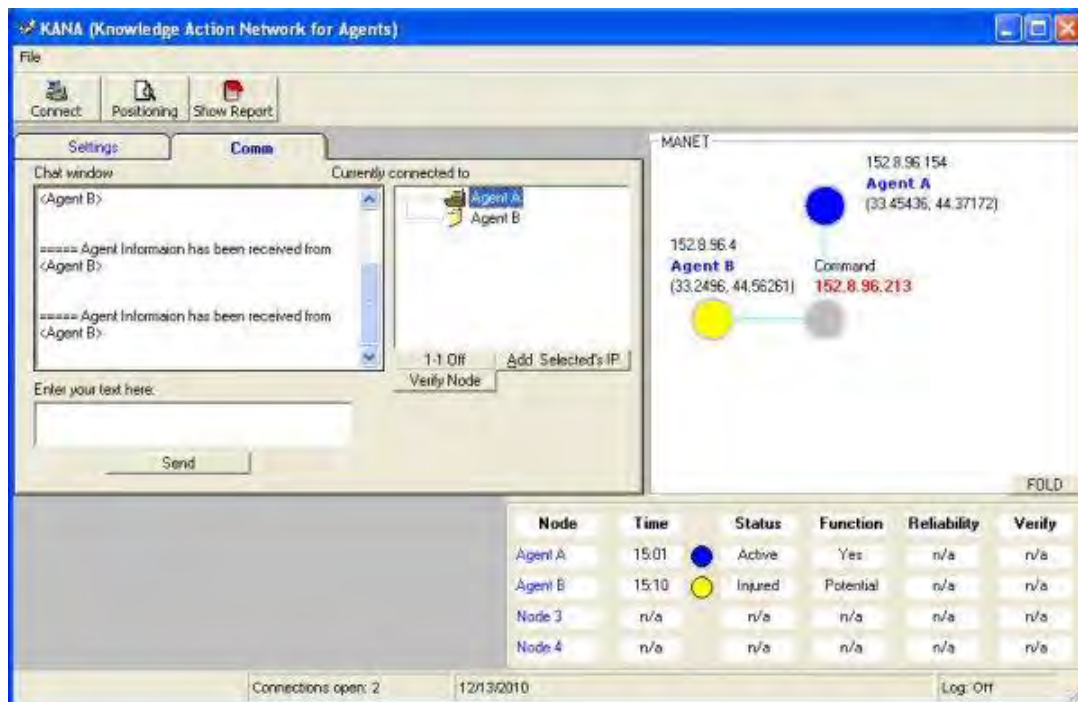 KANA (Knowledge Action Network for Agents)
File
Connect
Positioning
Show Report
Settings
Comm
Chat window
Currently connected to
<Agent B>
===== Agent Informaion has been received from
<Agent B>
===== Agent Informaion has been received from
<Agent B>
Agent A
Agent B
1-1 Off
Add Selected's IP
Verify Node
Enter your text here:
Send
MANET
152.8.96.154
Agent A
(33.45436, 44.37172)
152.8.96.4
Agent B
(33.2496, 44.56261)
Command
152.8.96.213
FOLD
Node Time Status Function Reliability Verify
Agent A 15:01 Active Yes n/a n/a
Agent B 15:10 Injured Potential n/a n/a
Node 3 n/a n/a n/a n/a n/a
Node 4 n/a n/a n/a n/a n/a
Connections open: 2
12/13/2010
Log: Off